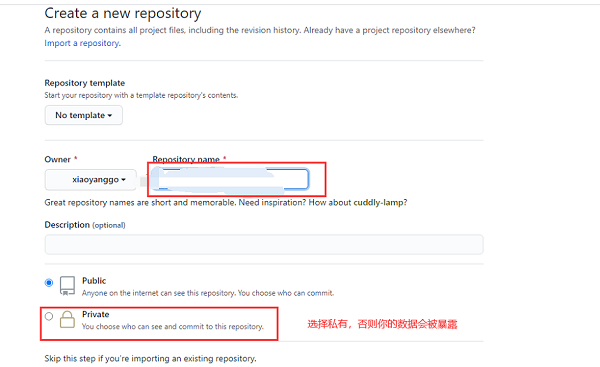 Create a new repository
A repository contains all project files, including the revision history. Already have a project repository elsewhere?
Import a repository.
Repository template
Start your repository with a template repository's contents.
No template
Owner * Repository name *
xiaoyanggo
Great repository names are short and memorable. Need inspiration? How about cuddly-lamp?
Description (optional)
Public
Anyone on the internet can see this repository. You choose who can commit.
Private
You choose who can see and commit to this repository.
选择私有，否则你的数据会被暴露
Skip this step if you're importing an existing repository.